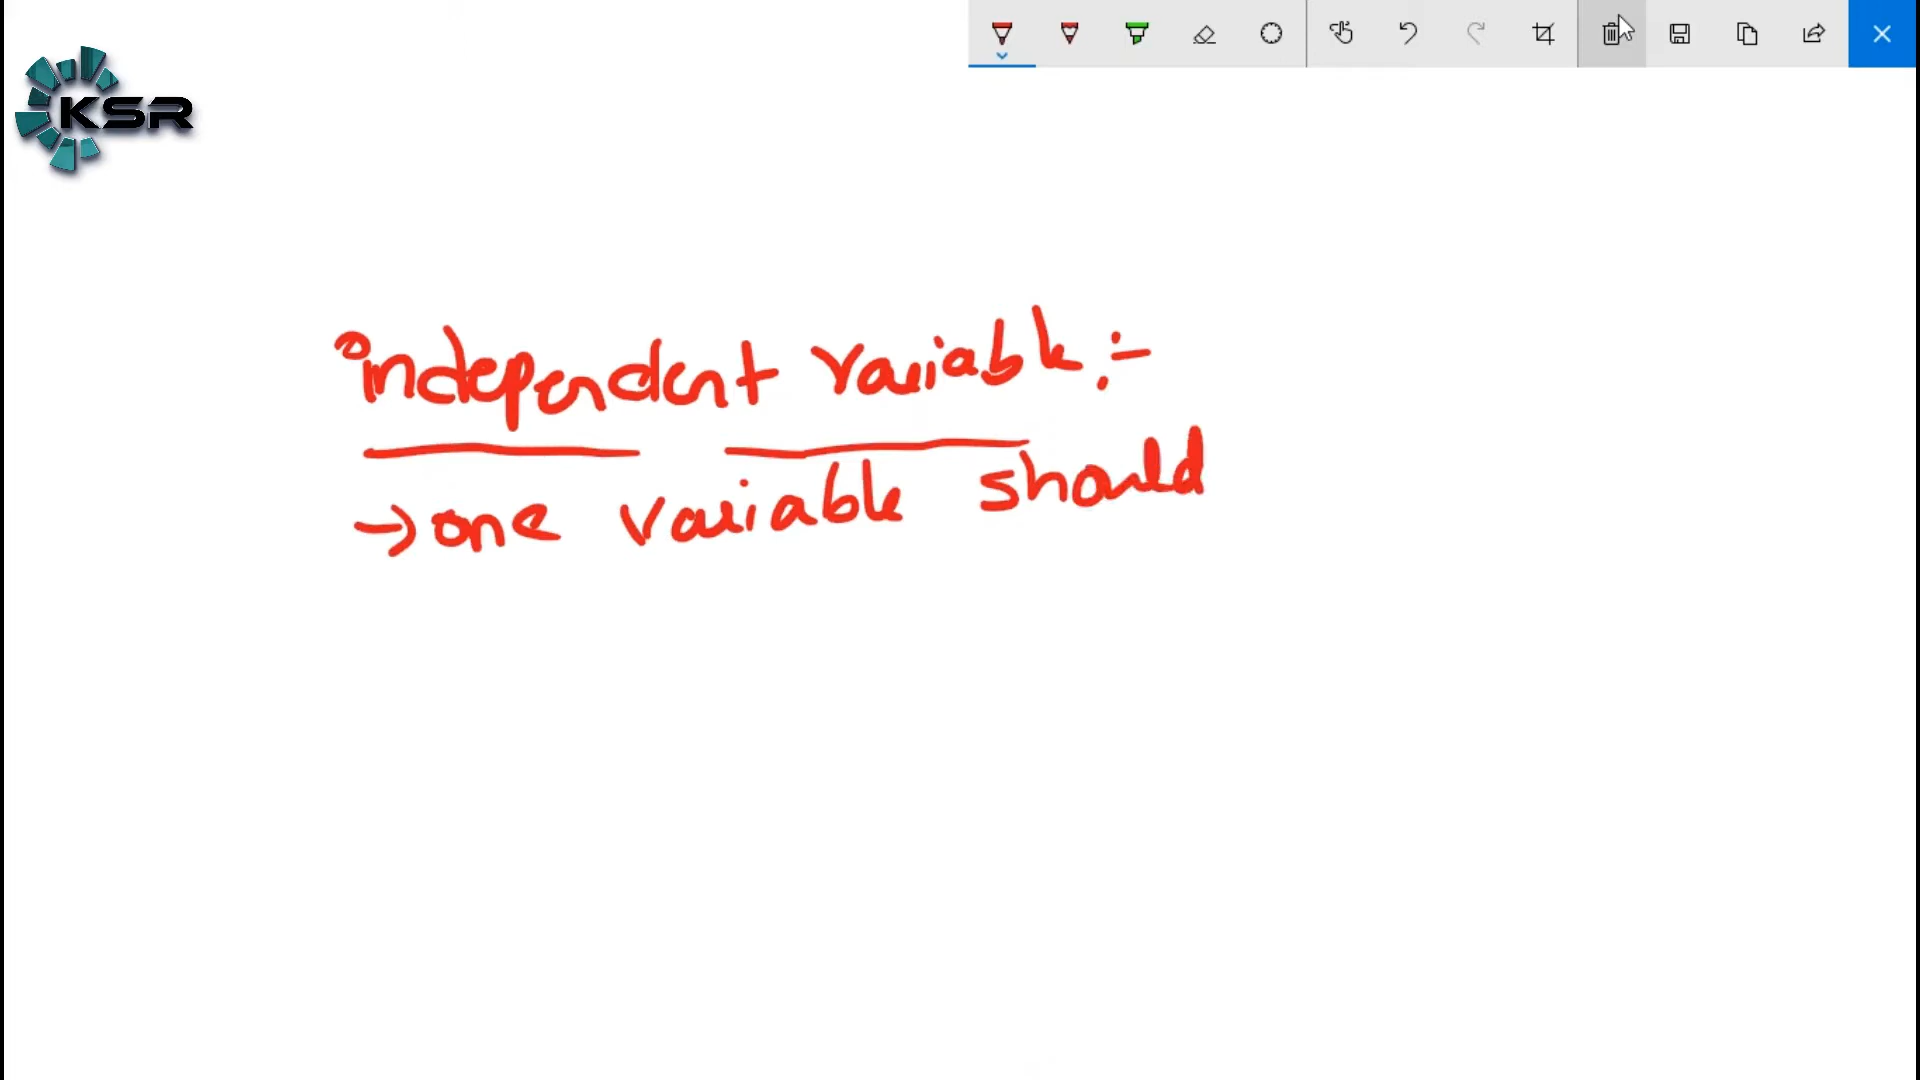 KSR
independent variable :-
→ one variable should